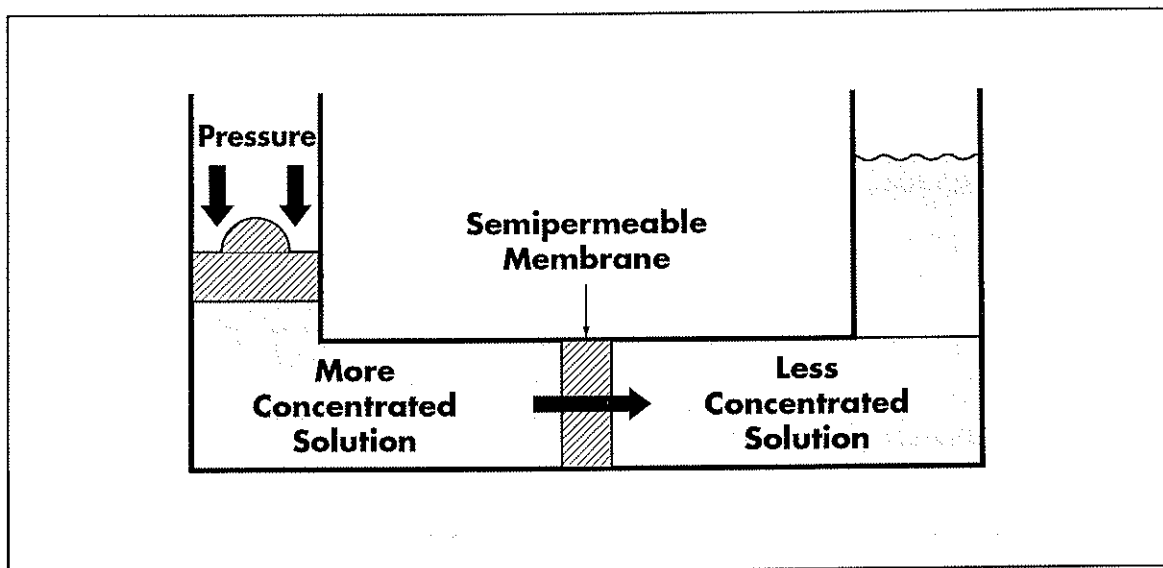 Pressure
Semipermeable
Membrane
More
Concentrated
Solution
Less
Concentrated
Solution